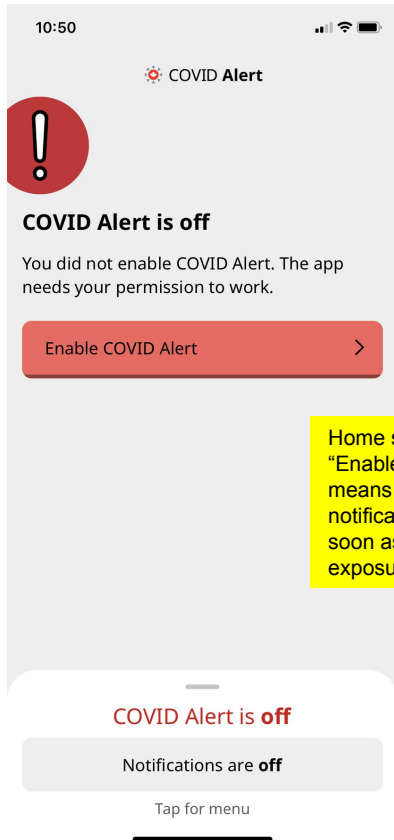 10:50
COVID Alert
COVID Alert is off
You did not enable COVID Alert. The app
needs your permission to work.
Enable COVID Alert
Home
“Enable
means
notifica
soon as
exposu
COVID Alert is off
Notifications are off
Tap for menu